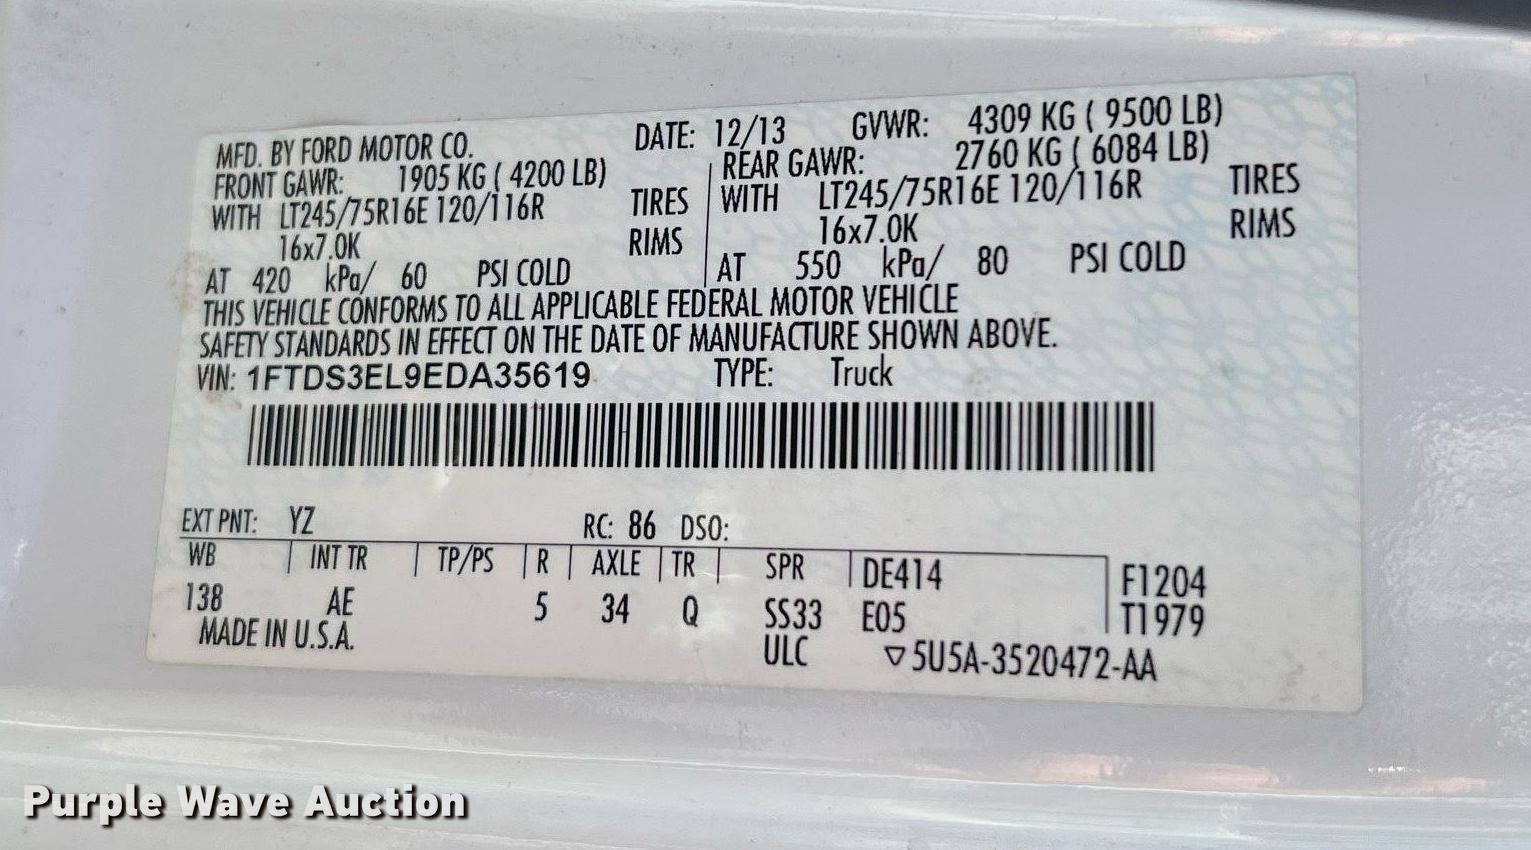 MFD. BY FORD MOTOR CO. DATE: 12/13 GVWR: 4309 KG ( 9500 LB)
FRONT GAWR: 1905 KG ( 4200 LB) REAR GAWR: 2760 KG ( 6084 LB)
WITH LT245/75R16E 120/116R TIRES WITH LT245/75R16E 120/116R TIRES
16x7.0K RIMS 16x7.0K RIMS
AT 420 kPa/ 60 PSI COLD AT 550 kPa/ 80 PSI COLD
THIS VEHICLE CONFORMS TO ALL APPLICABLE FEDERAL MOTOR VEHICLE
SAFETY STANDARDS IN EFFECT ON THE DATE OF MANUFACTURE SHOWN ABOVE.
VIN: 1FTDS3EL9EDA35619 TYPE: Truck
EXT PNT: YZ RC: 86 DSO:
WB INT TR TP/PS R AXLE TR SPR DE414 F1204
138 AE 5 34 Q SS33 E05 T1979
MADE IN U.S.A. ULC ▽5U5A-3520472-AA
Purple Wave Auction